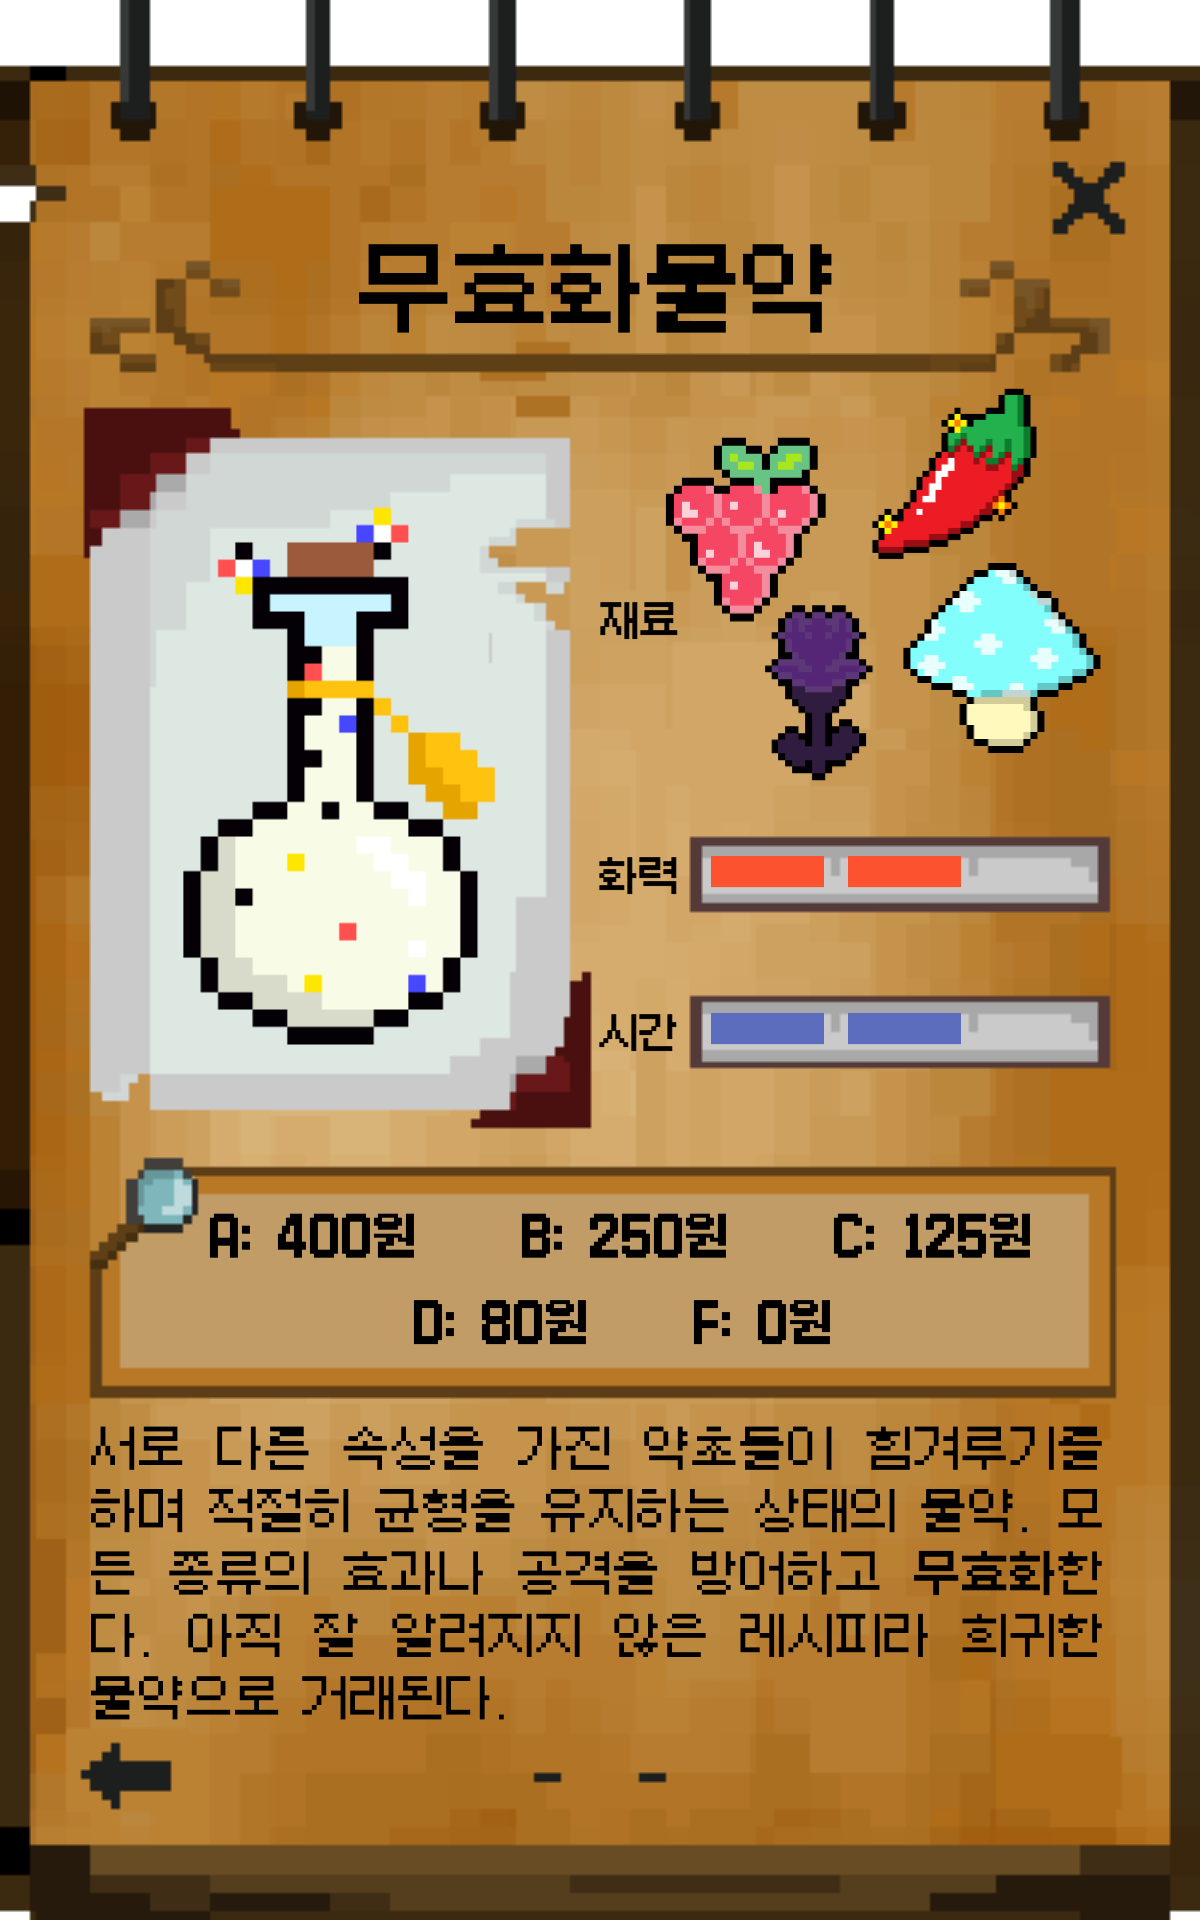 무효화물약
재료
화력
시간
A: 400원 B: 250원 C: 125원
D: 80원 F: 0원
서로 다른 속성을 가진 약초들이 힘겨루기를
하며 적절히 균형을 유지하는 상태의 물약. 모
든 종류의 효과나 공격을 방어하고 무효화한
다. 아직 잘 알려지지 않은 레시피라 희귀한
물약으로 거래된다.
- -